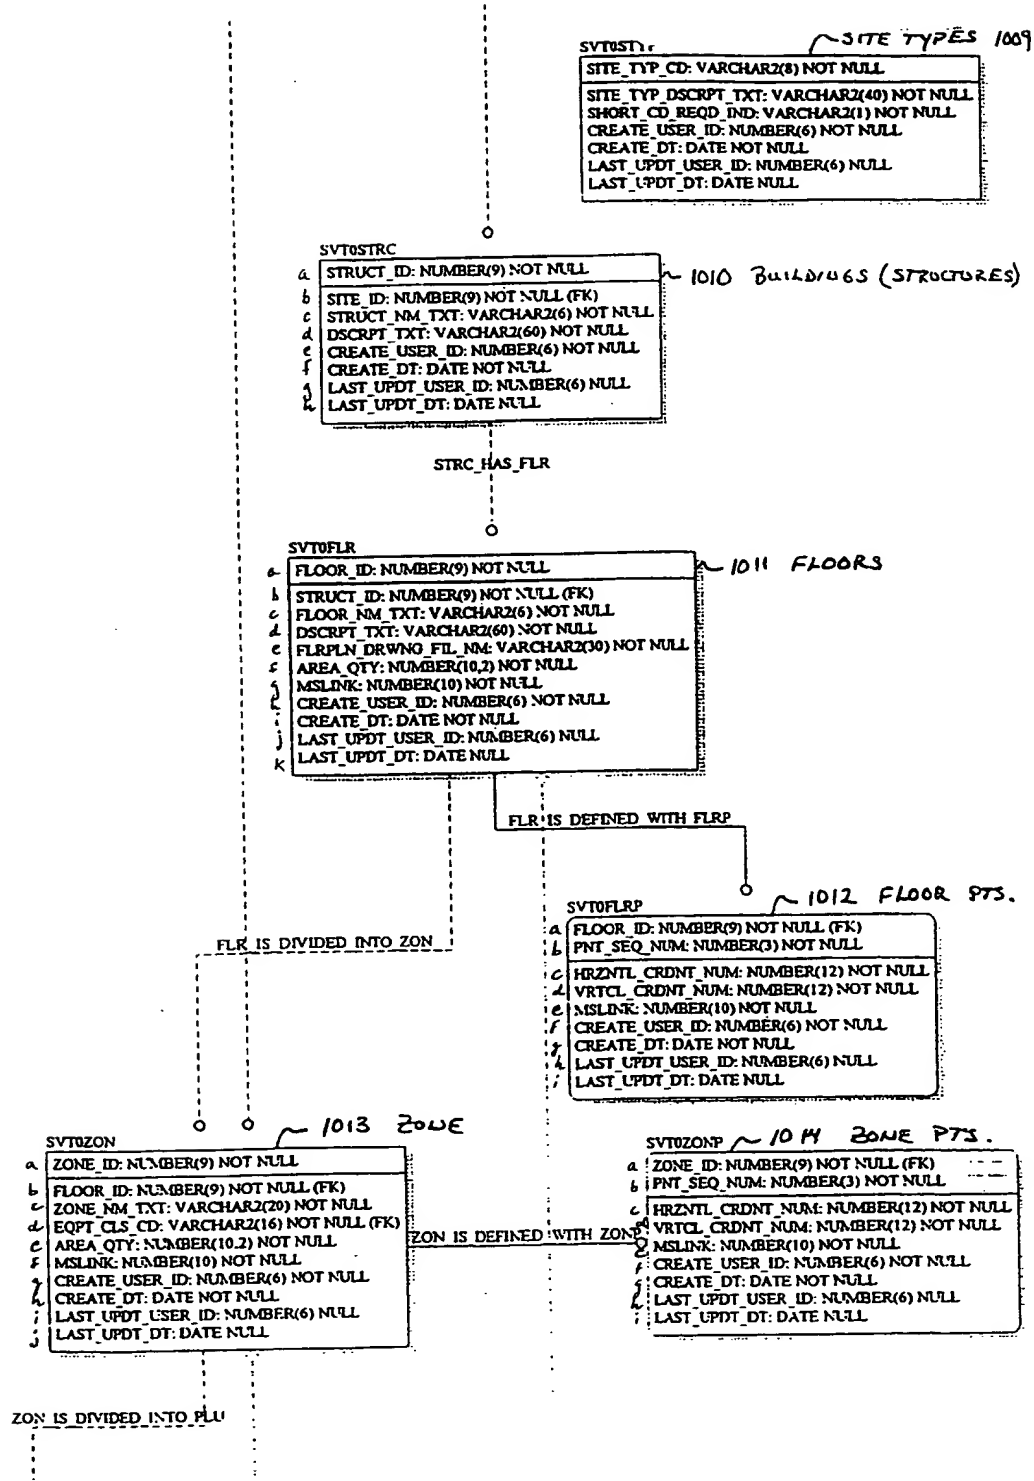 SVT0STYP SITE TYPES 1009
SITE_TYP_CD: VARCHAR2(8) NOT NULL
SITE_TYP_DSCRPT_TXT: VARCHAR2(40) NOT NULL
SHORT_CD_REQD_IND: VARCHAR2(1) NOT NULL
CREATE_USER_ID: NUMBER(6) NOT NULL
CREATE_DT: DATE NOT NULL
LAST_UPDT_USER_ID: NUMBER(6) NULL
LAST_UPDT_DT: DATE NULL
SVT0STRC
a STRUCT_ID: NUMBER(9) NOT NULL
1010 BUILDINGS (STRUCTURES)
b SITE_ID: NUMBER(9) NOT NULL (FK)
c STRUCT_NM_TXT: VARCHAR2(6) NOT NULL
d DSCRPT_TXT: VARCHAR2(60) NOT NULL
e CREATE_USER_ID: NUMBER(6) NOT NULL
f CREATE_DT: DATE NOT NULL
g LAST_UPDT_USER_ID: NUMBER(6) NULL
h LAST_UPDT_DT: DATE NULL
STRC_HAS_FLR
SVT0FLR
a FLOOR_ID: NUMBER(9) NOT NULL
1011 FLOORS
b STRUCT_ID: NUMBER(9) NOT NULL (FK)
c FLOOR_NM_TXT: VARCHAR2(6) NOT NULL
d DSCRPT_TXT: VARCHAR2(60) NOT NULL
e FLRPLN_DRWNG_FIL_NM: VARCHAR2(30) NOT NULL
f AREA_QTY: NUMBER(10,2) NOT NULL
g MSLINK: NUMBER(10) NOT NULL
h CREATE_USER_ID: NUMBER(6) NOT NULL
i CREATE_DT: DATE NOT NULL
j LAST_UPDT_USER_ID: NUMBER(6) NULL
k LAST_UPDT_DT: DATE NULL
FLR IS DEFINED WITH FLRP
SVT0FLRP 1012 FLOOR PTS.
a FLOOR_ID: NUMBER(9) NOT NULL (FK)
b PNT_SEQ_NUM: NUMBER(3) NOT NULL
c HRZNTL_CRDNT_NUM: NUMBER(12) NOT NULL
d VRTCL_CRDNT_NUM: NUMBER(12) NOT NULL
e MSLINK: NUMBER(10) NOT NULL
f CREATE_USER_ID: NUMBER(6) NOT NULL
g CREATE_DT: DATE NOT NULL
h LAST_UPDT_USER_ID: NUMBER(6) NULL
i LAST_UPDT_DT: DATE NULL
FLR IS DIVIDED INTO ZON
SVT0ZON 1013 ZONE
a ZONE_ID: NUMBER(9) NOT NULL
b FLOOR_ID: NUMBER(9) NOT NULL (FK)
c ZONE_NM_TXT: VARCHAR2(20) NOT NULL
d EQPT_CLS_CD: VARCHAR2(16) NOT NULL (FK)
e AREA_QTY: NUMBER(10,2) NOT NULL
f MSLINK: NUMBER(10) NOT NULL
g CREATE_USER_ID: NUMBER(6) NOT NULL
h CREATE_DT: DATE NOT NULL
i LAST_UPDT_USER_ID: NUMBER(6) NULL
j LAST_UPDT_DT: DATE NULL
ZON IS DEFINED WITH ZONP
SVT0ZONP 1014 ZONE PTS.
a ZONE_ID: NUMBER(9) NOT NULL (FK)
b PNT_SEQ_NUM: NUMBER(3) NOT NULL
c HRZNTL_CRDNT_NUM: NUMBER(12) NOT NULL
d VRTCL_CRDNT_NUM: NUMBER(12) NOT NULL
e MSLINK: NUMBER(10) NOT NULL
f CREATE_USER_ID: NUMBER(6) NOT NULL
g CREATE_DT: DATE NOT NULL
h LAST_UPDT_USER_ID: NUMBER(6) NULL
i LAST_UPDT_DT: DATE NULL
ZON IS DIVIDED INTO PLU